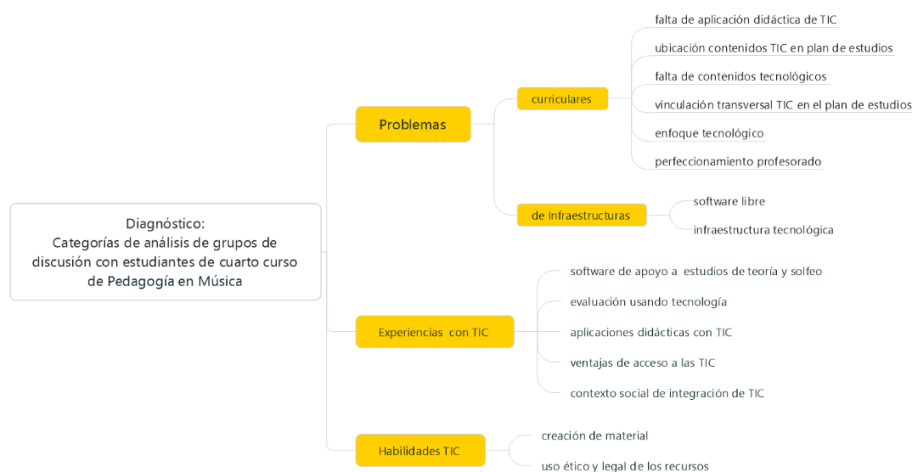 Diagnóstico:
Categorías de análisis de grupos de
discusión con estudiantes de cuarto curso
de Pedagogía en Música
Problemas
curriculares
falta de aplicación didáctica de TIC
ubicación contenidos TIC en plan de estudios
falta de contenidos tecnológicos
vinculación transversal TIC en el plan de estudios
enfoque tecnológico
perfeccionamiento profesorado
de Infraestructuras
software libre
infraestructura tecnológica
Experiencias con TIC
software de apoyo a estudios de teoría y solfeo
evaluación usando tecnología
aplicaciones didácticas con TIC
ventajas de acceso a las TIC
contexto social de integración de TIC
Habilidades TIC
creación de material
uso ético y legal de los recursos